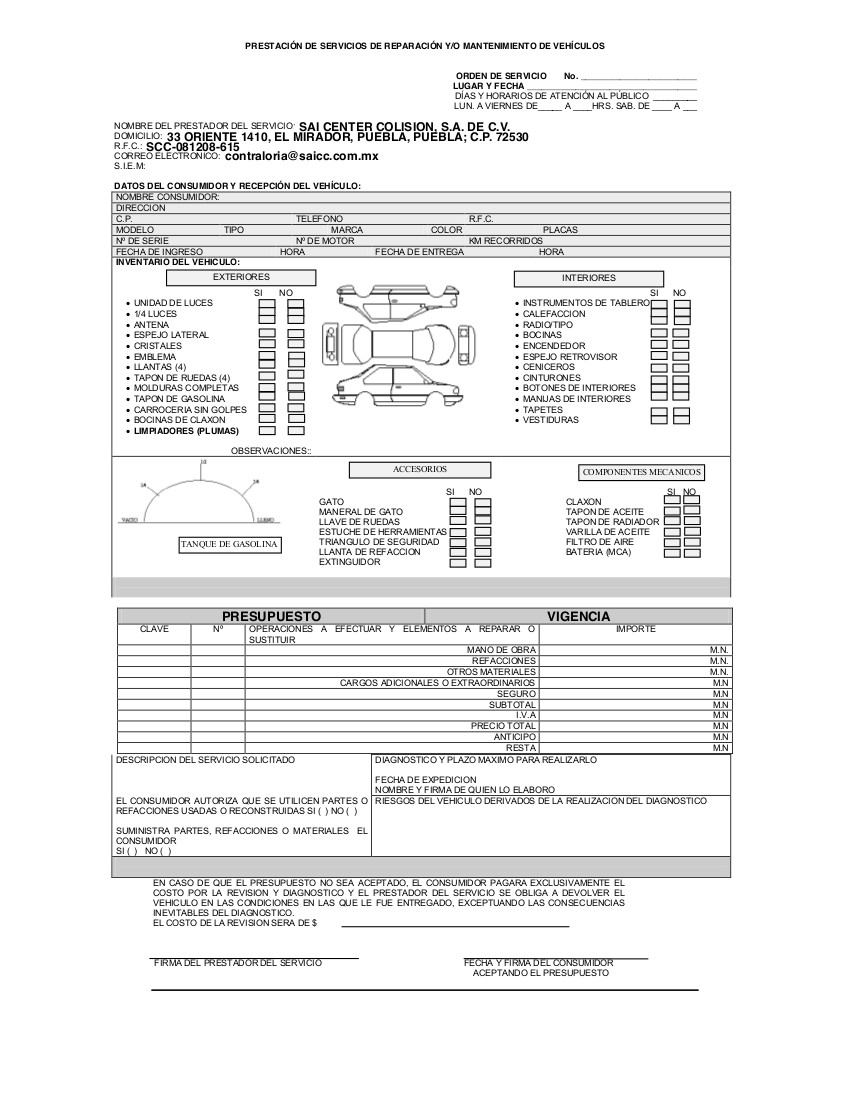 PRESTACIÓN DE SERVICIOS DE REPARACIÓN Y/O MANTENIMIENTO DE VEHÍCULOS
ORDEN DE SERVICIO No. ________________________
LUGAR Y FECHA ___________________________________
DÍAS Y HORARIOS DE ATENCIÓN AL PÚBLICO _________
LUN. A VIERNES DE_____ A ____HRS. SAB. DE ____ A ___
NOMBRE DEL PRESTADOR DEL SERVICIO: SAI CENTER COLISION, S.A. DE C.V.
DOMICILIO: 33 ORIENTE 1410, EL MIRADOR, PUEBLA, PUEBLA; C.P. 72530
R.F.C.: SCC-081208-615
CORREO ELECTRÓNICO: contraloria@saicc.com.mx
S.I.E.M:
DATOS DEL CONSUMIDOR Y RECEPCIÓN DEL VEHÍCULO:
NOMBRE CONSUMIDOR:
DIRECCION
C.P. TELEFONO R.F.C.
MODELO TIPO MARCA COLOR PLACAS
Nº DE SERIE Nº DE MOTOR KM RECORRIDOS
FECHA DE INGRESO HORA FECHA DE ENTREGA HORA
INVENTARIO DEL VEHICULO:
EXTERIORES
SI NO
• UNIDAD DE LUCES
• 1/4 LUCES
• ANTENA
• ESPEJO LATERAL
• CRISTALES
• EMBLEMA
• LLANTAS (4)
• TAPON DE RUEDAS (4)
• MOLDURAS COMPLETAS
• TAPON DE GASOLINA
• CARROCERIA SIN GOLPES
• BOCINAS DE CLAXON
• LIMPIADORES (PLUMAS)
INTERIORES
SI NO
• INSTRUMENTOS DE TABLERO
• CALEFACCION
• RADIO/TIPO
• BOCINAS
• ENCENDEDOR
• ESPEJO RETROVISOR
• CENICEROS
• CINTURONES
• BOTONES DE INTERIORES
• MANIJAS DE INTERIORES
• TAPETES
• VESTIDURAS
OBSERVACIONES::
1/2
VACIO LLENO
TANQUE DE GASOLINA
ACCESORIOS
SI NO
GATO
MANERAL DE GATO
LLAVE DE RUEDAS
ESTUCHE DE HERRAMIENTAS
TRIANGULO DE SEGURIDAD
LLANTA DE REFACCION
EXTINGUIDOR
COMPONENTES MECANICOS
SI NO
CLAXON
TAPON DE ACEITE
TAPON DE RADIADOR
VARILLA DE ACEITE
FILTRO DE AIRE
BATERIA (MCA)
PRESUPUESTO VIGENCIA
CLAVE Nº OPERACIONES A EFECTUAR Y ELEMENTOS A REPARAR O IMPORTE
SUSTITUIR
MANO DE OBRA M.N.
REFACCIONES M.N.
OTROS MATERIALES M.N.
CARGOS ADICIONALES O EXTRAORDINARIOS M.N
SEGURO M.N
SUBTOTAL M.N
I.V.A M.N
PRECIO TOTAL M.N
ANTICIPO M.N
RESTA M.N
DESCRIPCION DEL SERVICIO SOLICITADO
DIAGNOSTICO Y PLAZO MAXIMO PARA REALIZARLO
FECHA DE EXPEDICION
NOMBRE Y FIRMA DE QUIEN LO ELABORO
EL CONSUMIDOR AUTORIZA QUE SE UTILICEN PARTES O
REFACCIONES USADAS O RECONSTRUIDAS SI ( ) NO ( )
SUMINISTRA PARTES, REFACCIONES O MATERIALES EL
CONSUMIDOR
SI ( ) NO ( )
RIESGOS DEL VEHICULO DERIVADOS DE LA REALIZACION DEL DIAGNOSTICO
EN CASO DE QUE EL PRESUPUESTO NO SEA ACEPTADO, EL CONSUMIDOR PAGARA EXCLUSIVAMENTE EL
COSTO POR LA REVISION Y DIAGNOSTICO Y EL PRESTADOR DEL SERVICIO SE OBLIGA A DEVOLVER EL
VEHICULO EN LAS CONDICIONES EN LAS QUE LE FUE ENTREGADO, EXCEPTUANDO LAS CONSECUENCIAS
INEVITABLES DEL DIAGNOSTICO.
EL COSTO DE LA REVISION SERA DE $
FIRMA DEL PRESTADOR DEL SERVICIO
FECHA Y FIRMA DEL CONSUMIDOR
ACEPTANDO EL PRESUPUESTO